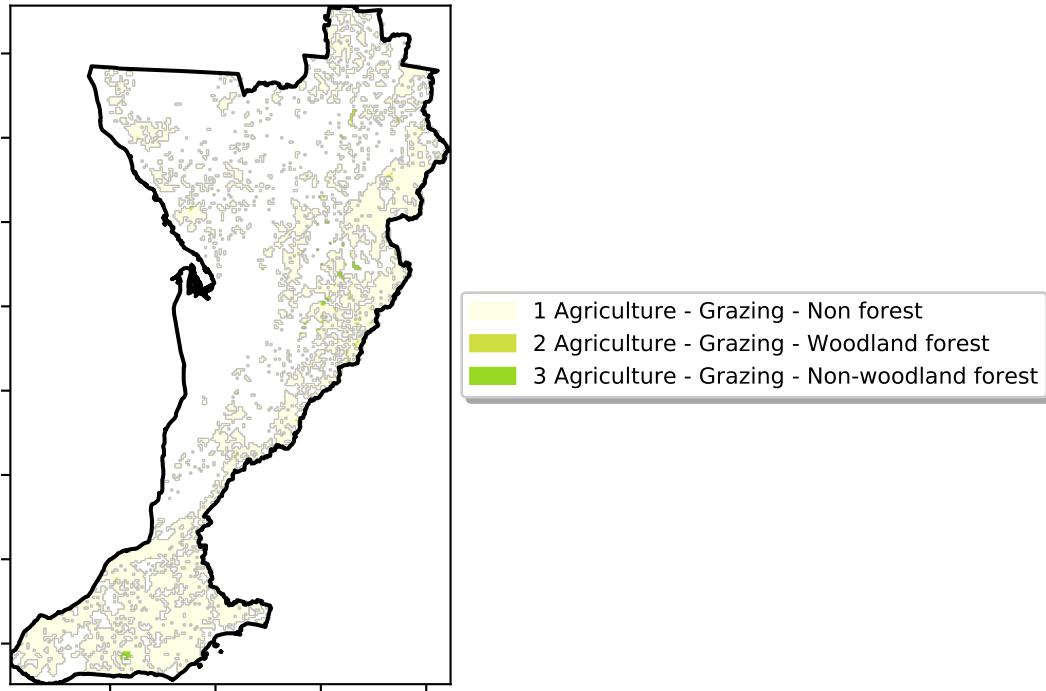 1 Agriculture - Grazing - Non forest
2 Agriculture - Grazing - Woodland forest
3 Agriculture - Grazing - Non-woodland forest